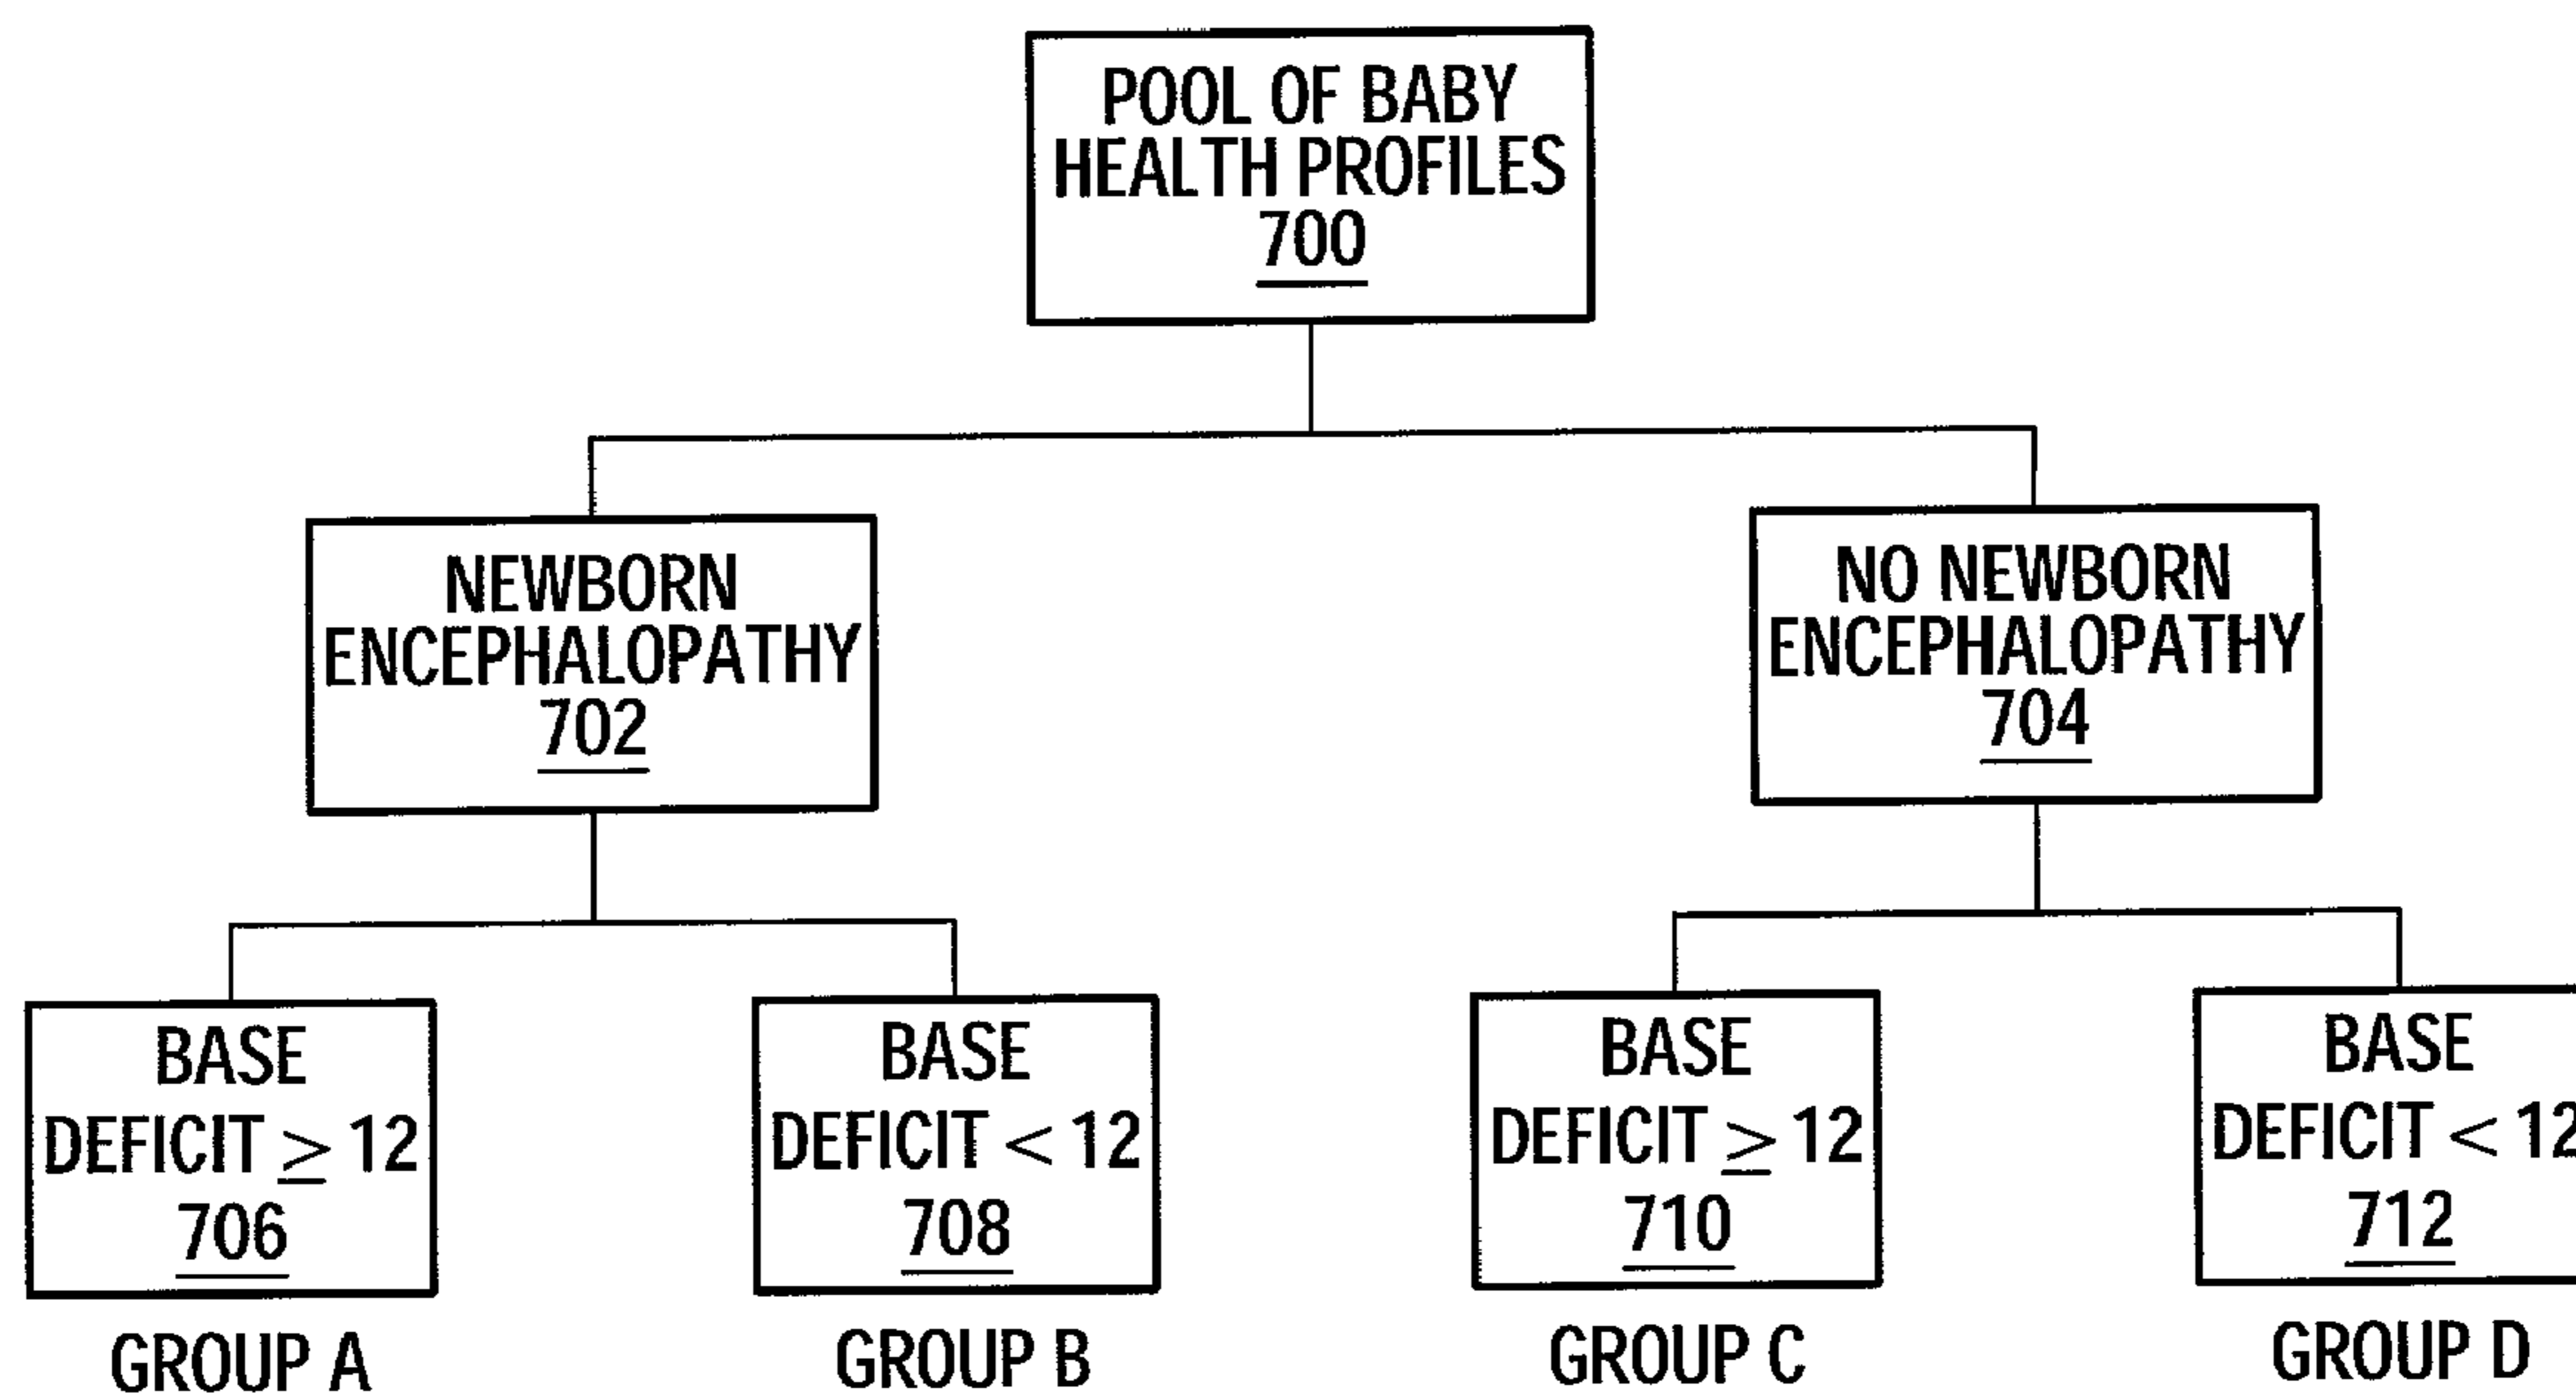 POOL OF BABY
HEALTH PROFILES
700
NEWBORN
ENCEPHALOPATHY
702
NO NEWBORN
ENCEPHALOPATHY
704
BASE
DEFICIT ≥ 12
706
GROUP A
BASE
DEFICIT < 12
708
GROUP B
BASE
DEFICIT ≥ 12
710
GROUP C
BASE
DEFICIT < 12
712
GROUP D